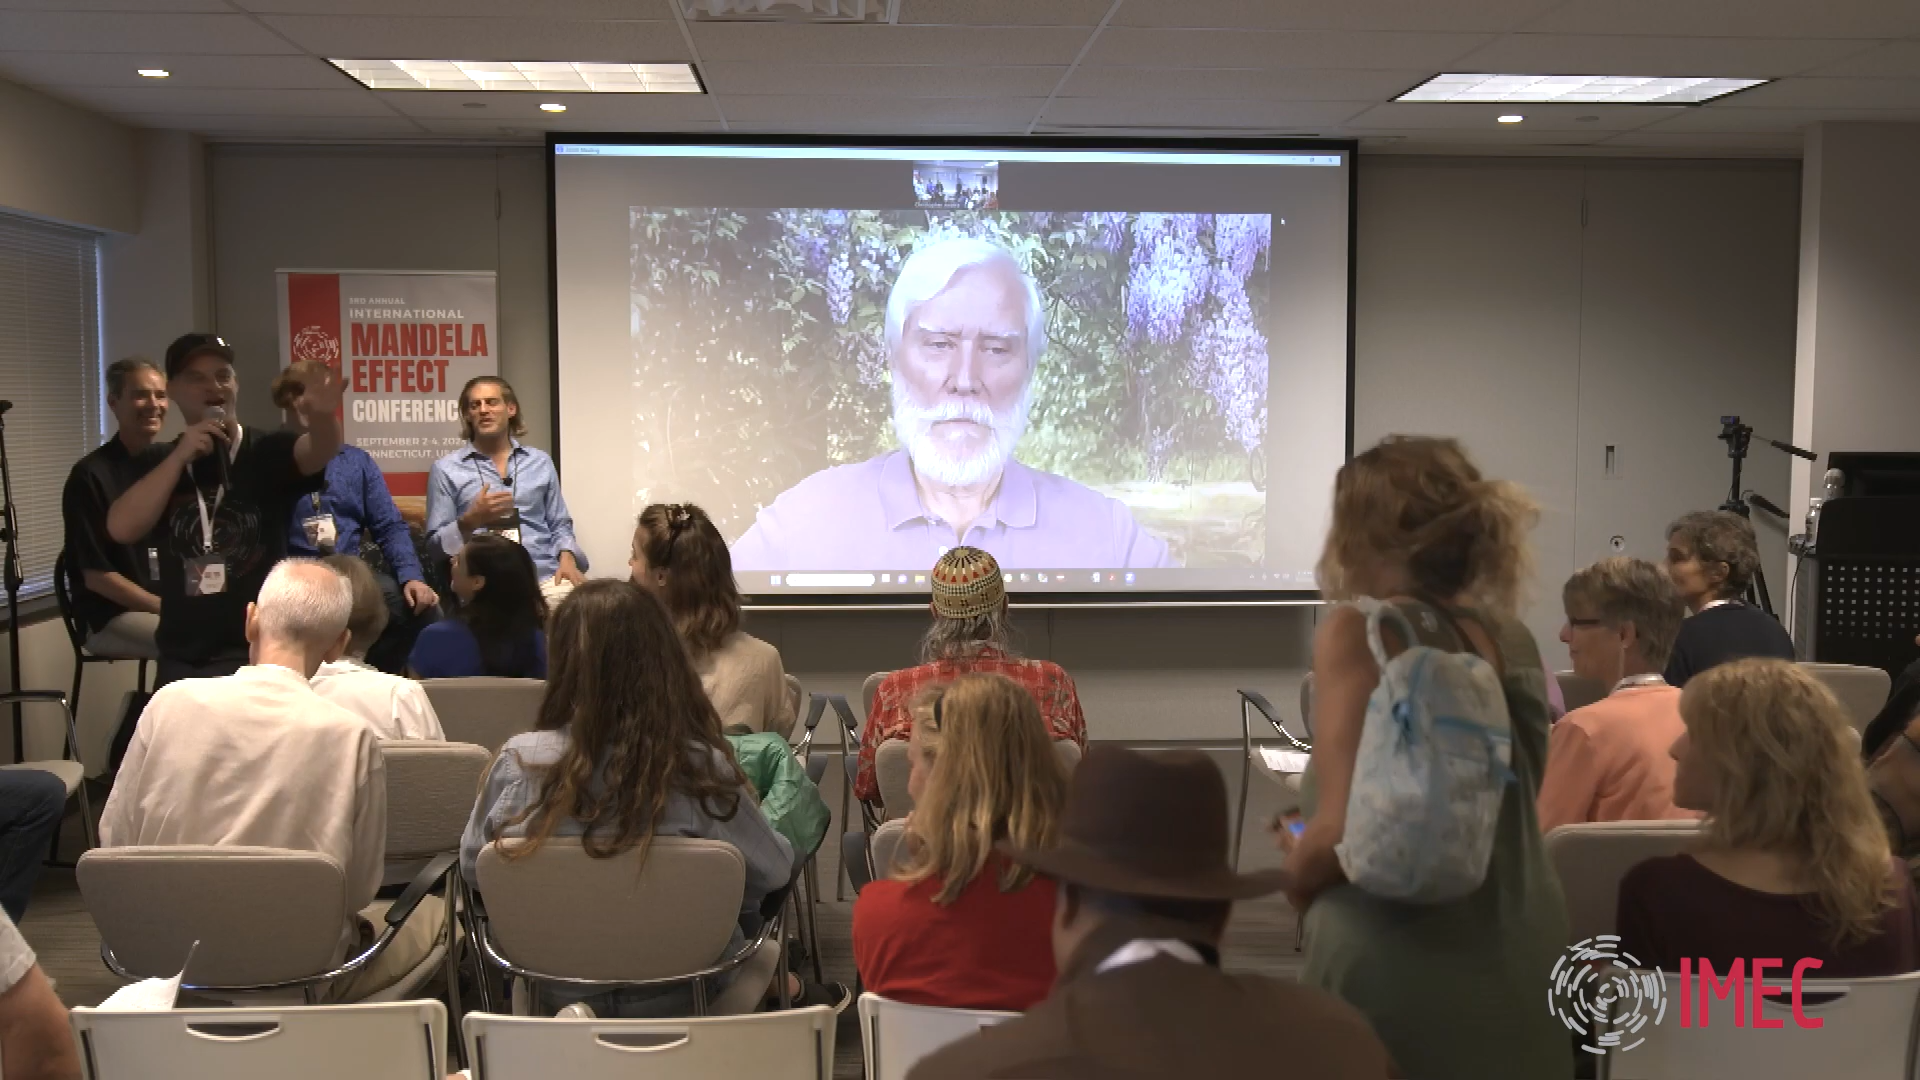 3RD ANNUAL
INTERNATIONAL
MANDELA
EFFECT
CONFERENC
SEPTEMBER 2-4, 202
CONNECTICUT, US
IMEC